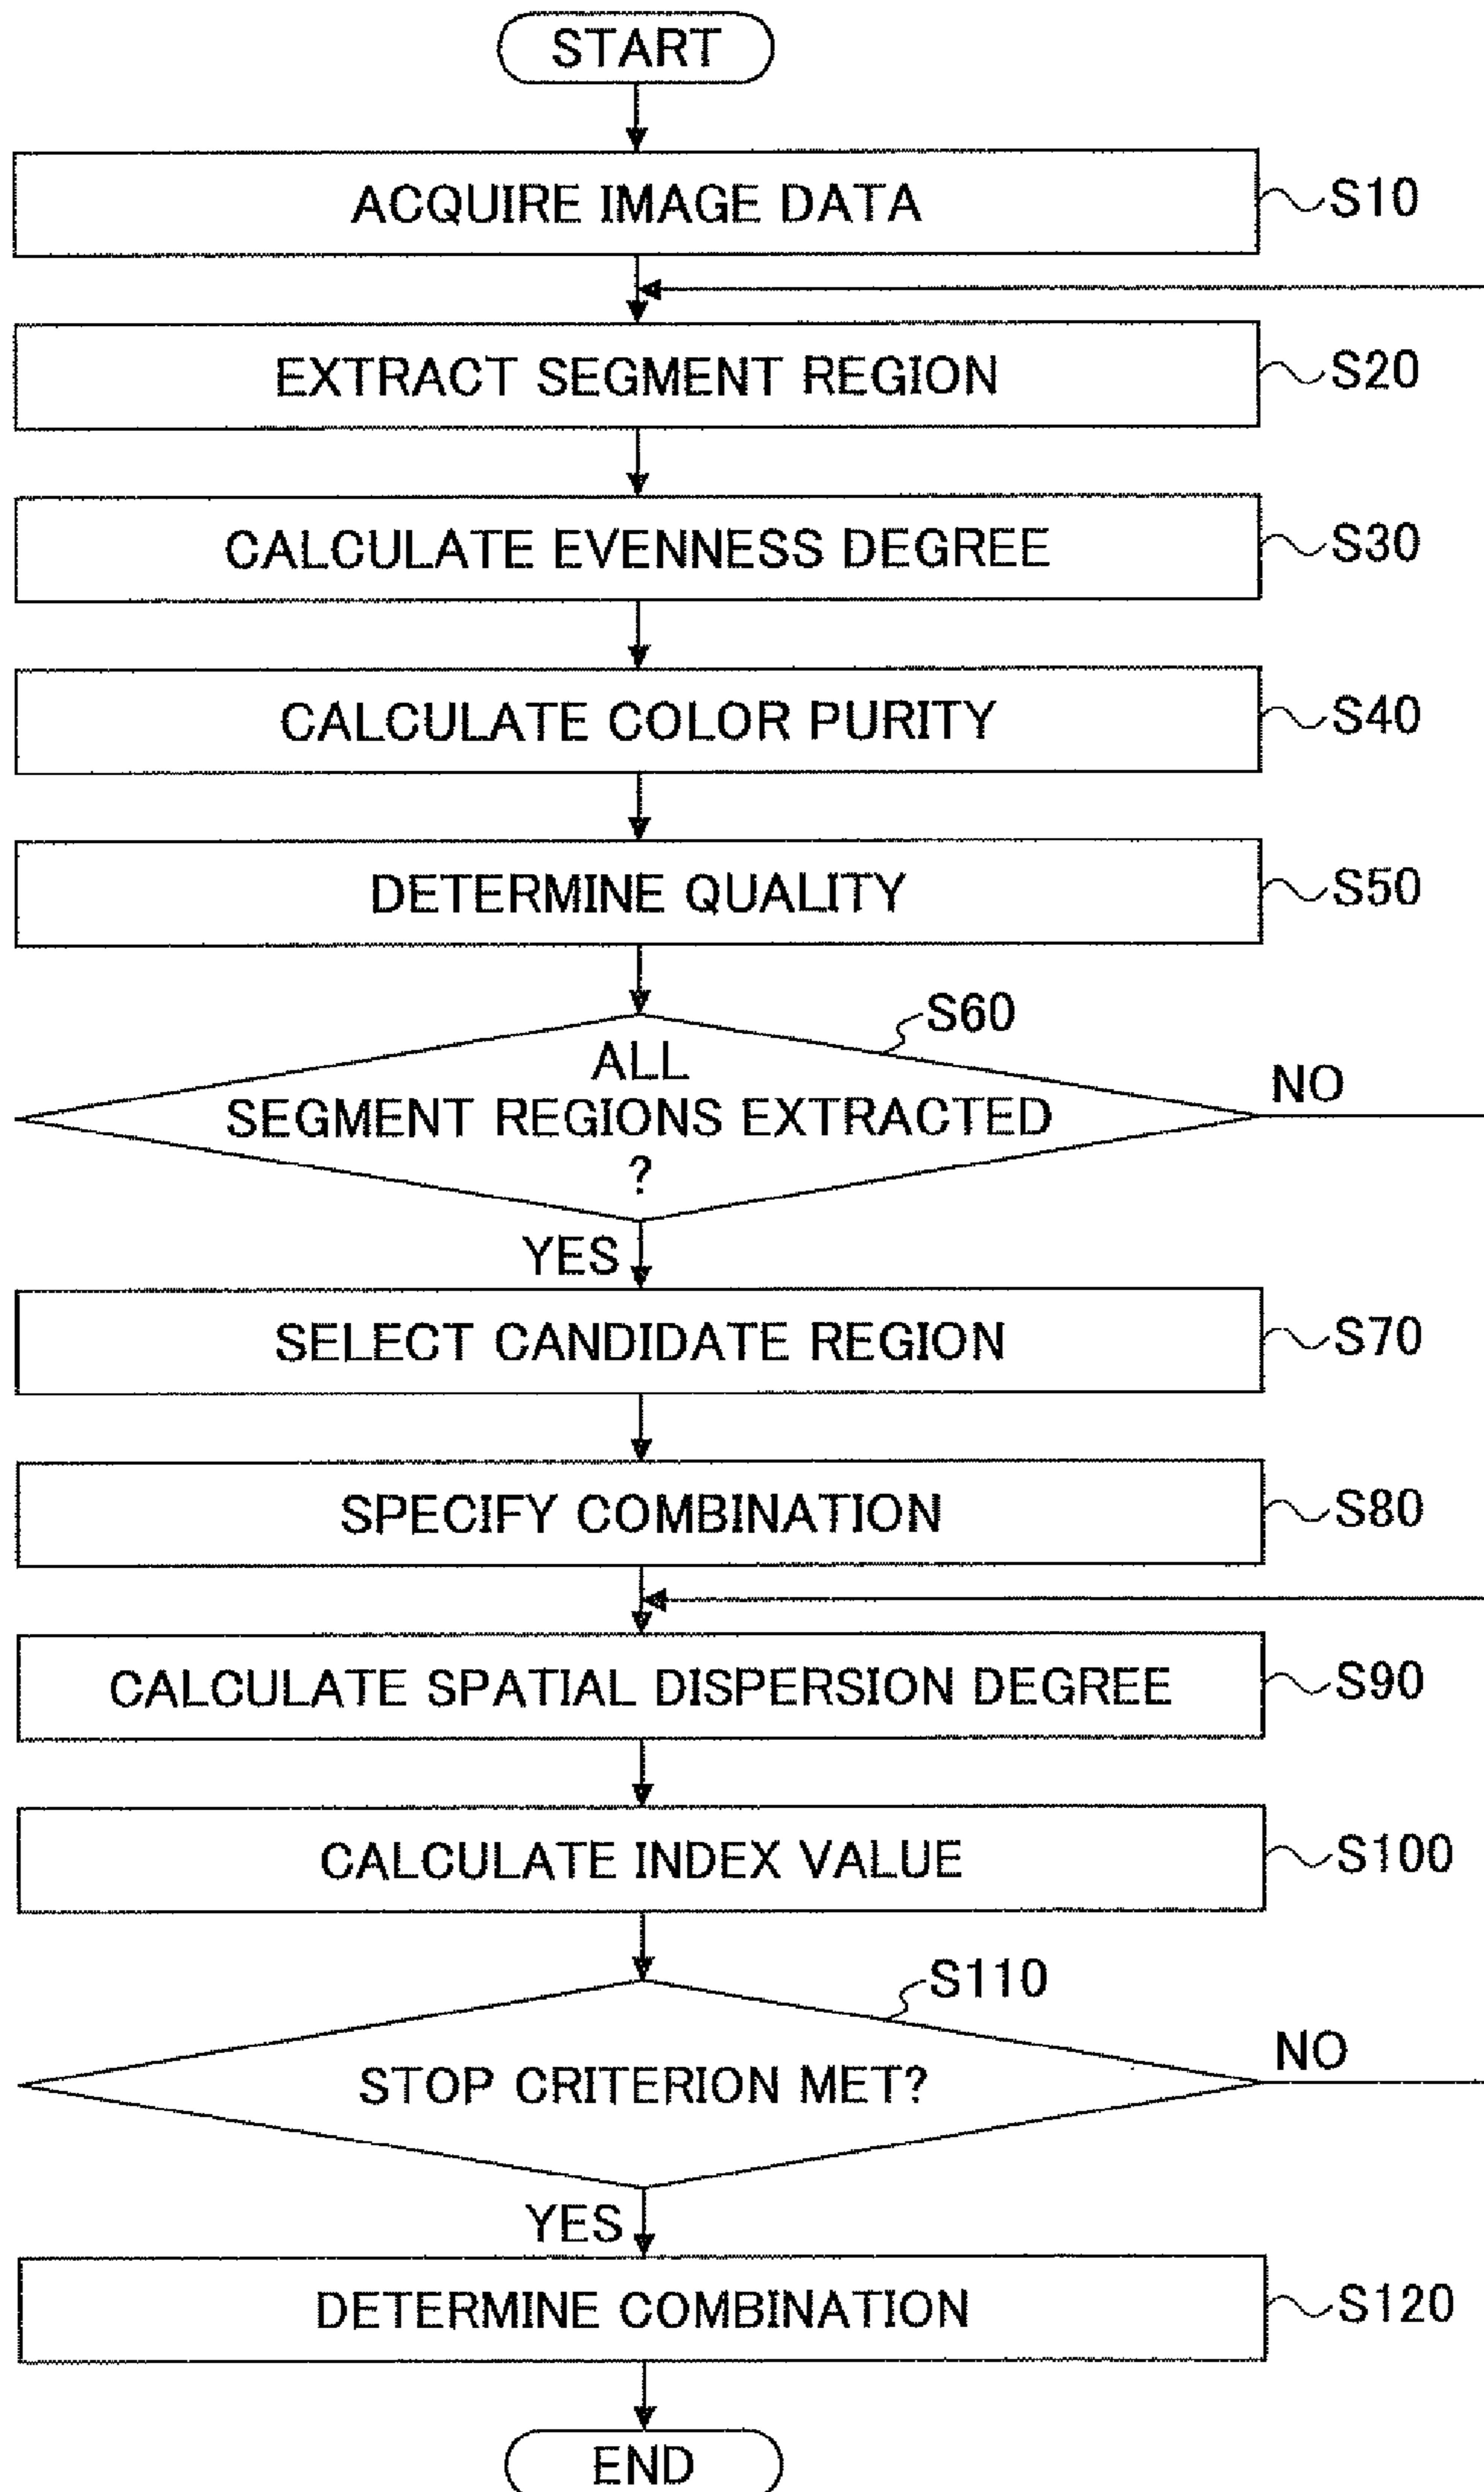 START
ACQUIRE IMAGE DATA
S10
EXTRACT SEGMENT REGION
S20
CALCULATE EVENNESS DEGREE
S30
CALCULATE COLOR PURITY
S40
DETERMINE QUALITY
S50
S60
ALL
SEGMENT REGIONS EXTRACTED
?
NO
YES
SELECT CANDIDATE REGION
S70
SPECIFY COMBINATION
S80
CALCULATE SPATIAL DISPERSION DEGREE
S90
CALCULATE INDEX VALUE
S100
S110
STOP CRITERION MET?
NO
YES
DETERMINE COMBINATION
S120
END